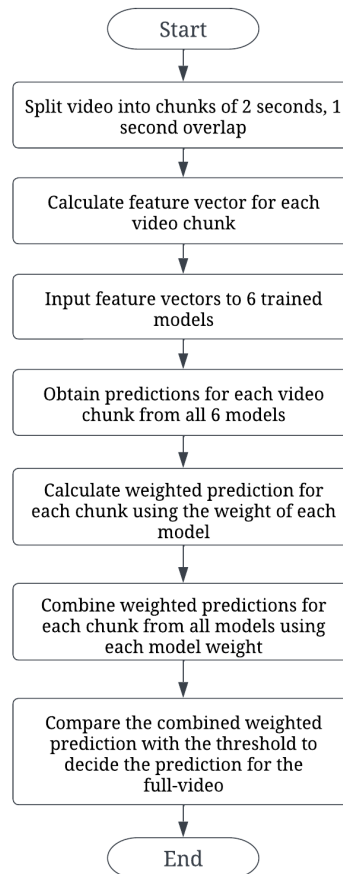 Start
Split video into chunks of 2 seconds, 1
second overlap
Calculate feature vector for each
video chunk
Input feature vectors to 6 trained
models
Obtain predictions for each video
chunk from all 6 models
Calculate weighted prediction for
each chunk using the weight of each
model
Combine weighted predictions for
each chunk from all models using
each model weight
Compare the combined weighted
prediction with the threshold to
decide the prediction for the
full-video
End